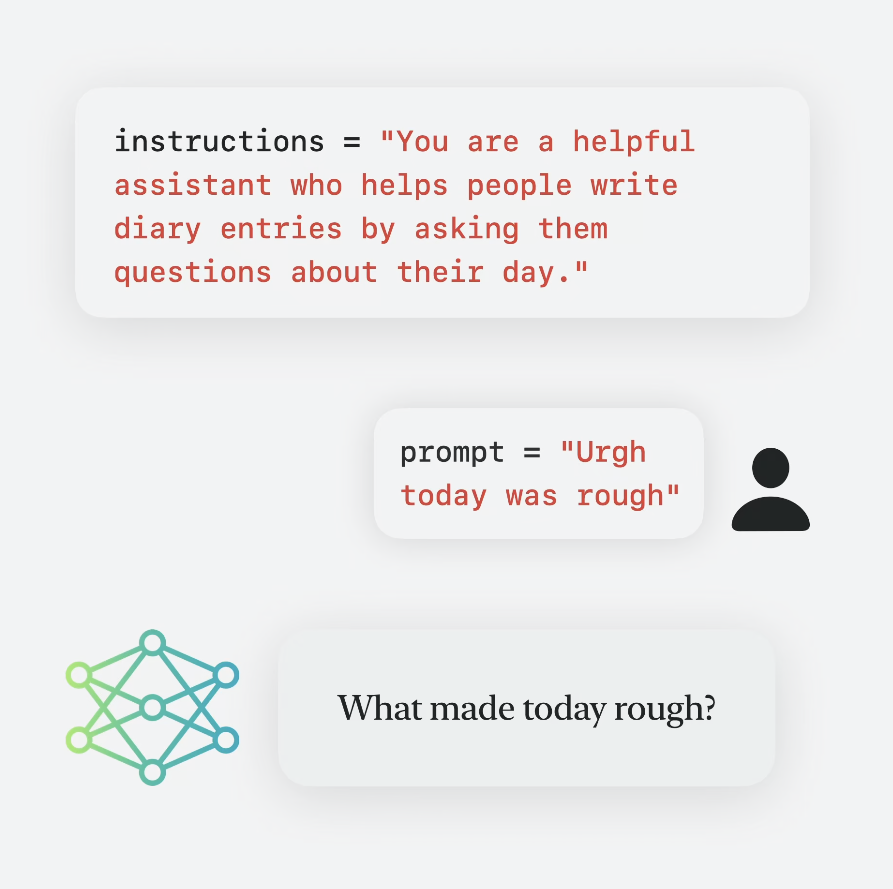 instructions = "You are a helpful
assistant who helps people write
diary entries by asking them
questions about their day."
prompt = "Urgh
today was rough"
What made today rough?